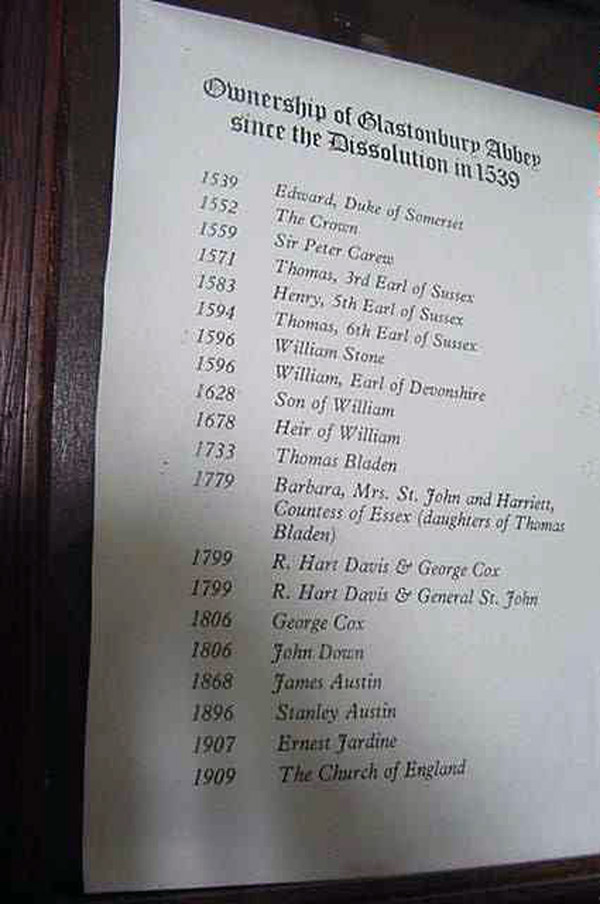 Ownership of Glastonbury Abbey
since the Dissolution in 1539
1539 Edward, Duke of Somerset
1552 The Crown
1559 Sir Peter Carew
1571 Thomas, 3rd Earl of Sussex
1583 Henry, 5th Earl of Sussex
1594 Thomas, 6th Earl of Sussex
1596 William Stone
1596 William, Earl of Devonshire
1628 Son of William
1678 Heir of William
1733 Thomas Bladen
1779 Barbara, Mrs. St. John and Harriett,
Countess of Essex (daughters of Thomas
Bladen)
1799 R. Hart Davis & George Cox
1799 R. Hart Davis & General St. John
1806 George Cox
1806 John Down
1868 James Austin
1896 Stanley Austin
1907 Ernest Jardine
1909 The Church of England